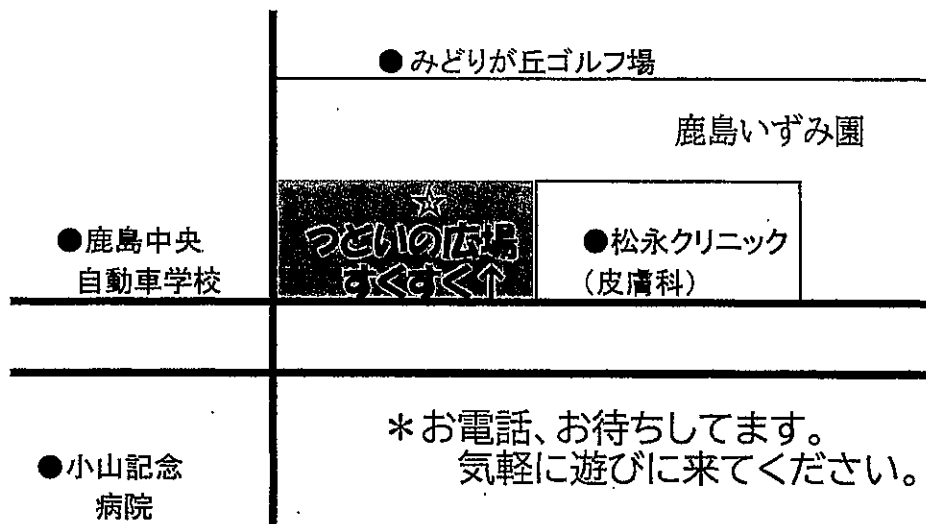 ●みどりが丘ゴルフ場
鹿島いずみ園
☆
つどいの広場
すくすく↑
●鹿島中央
自動車学校
●松永クリニック
（皮膚科）
＊お電話、お待ちしてます。
気軽に遊びに来てください。
●小山記念
病院